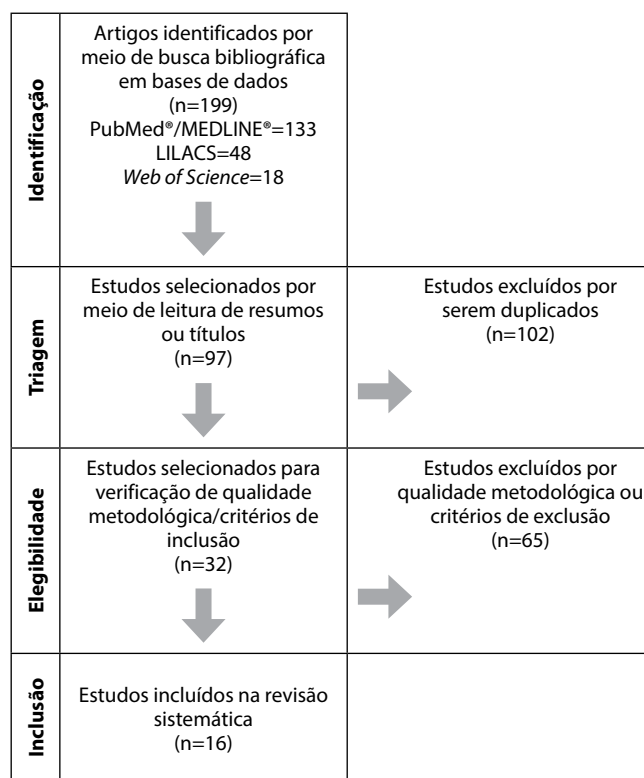 Identificação
Artigos identificados por
meio de busca bibliográfica
em bases de dados
(n=199)
PubMed®/MEDLINE®=133
LILACS=48
Web of Science=18
Triagem
Estudos selecionados por
meio de leitura de resumos
ou títulos
(n=97)
Estudos excluídos por
serem duplicados
(n=102)
Elegibilidade
Estudos selecionados para
verificação de qualidade
metodológica/critérios de
inclusão
(n=32)
Estudos excluídos por
qualidade metodológica ou
critérios de exclusão
(n=65)
Inclusão
Estudos incluídos na revisão
sistemática
(n=16)